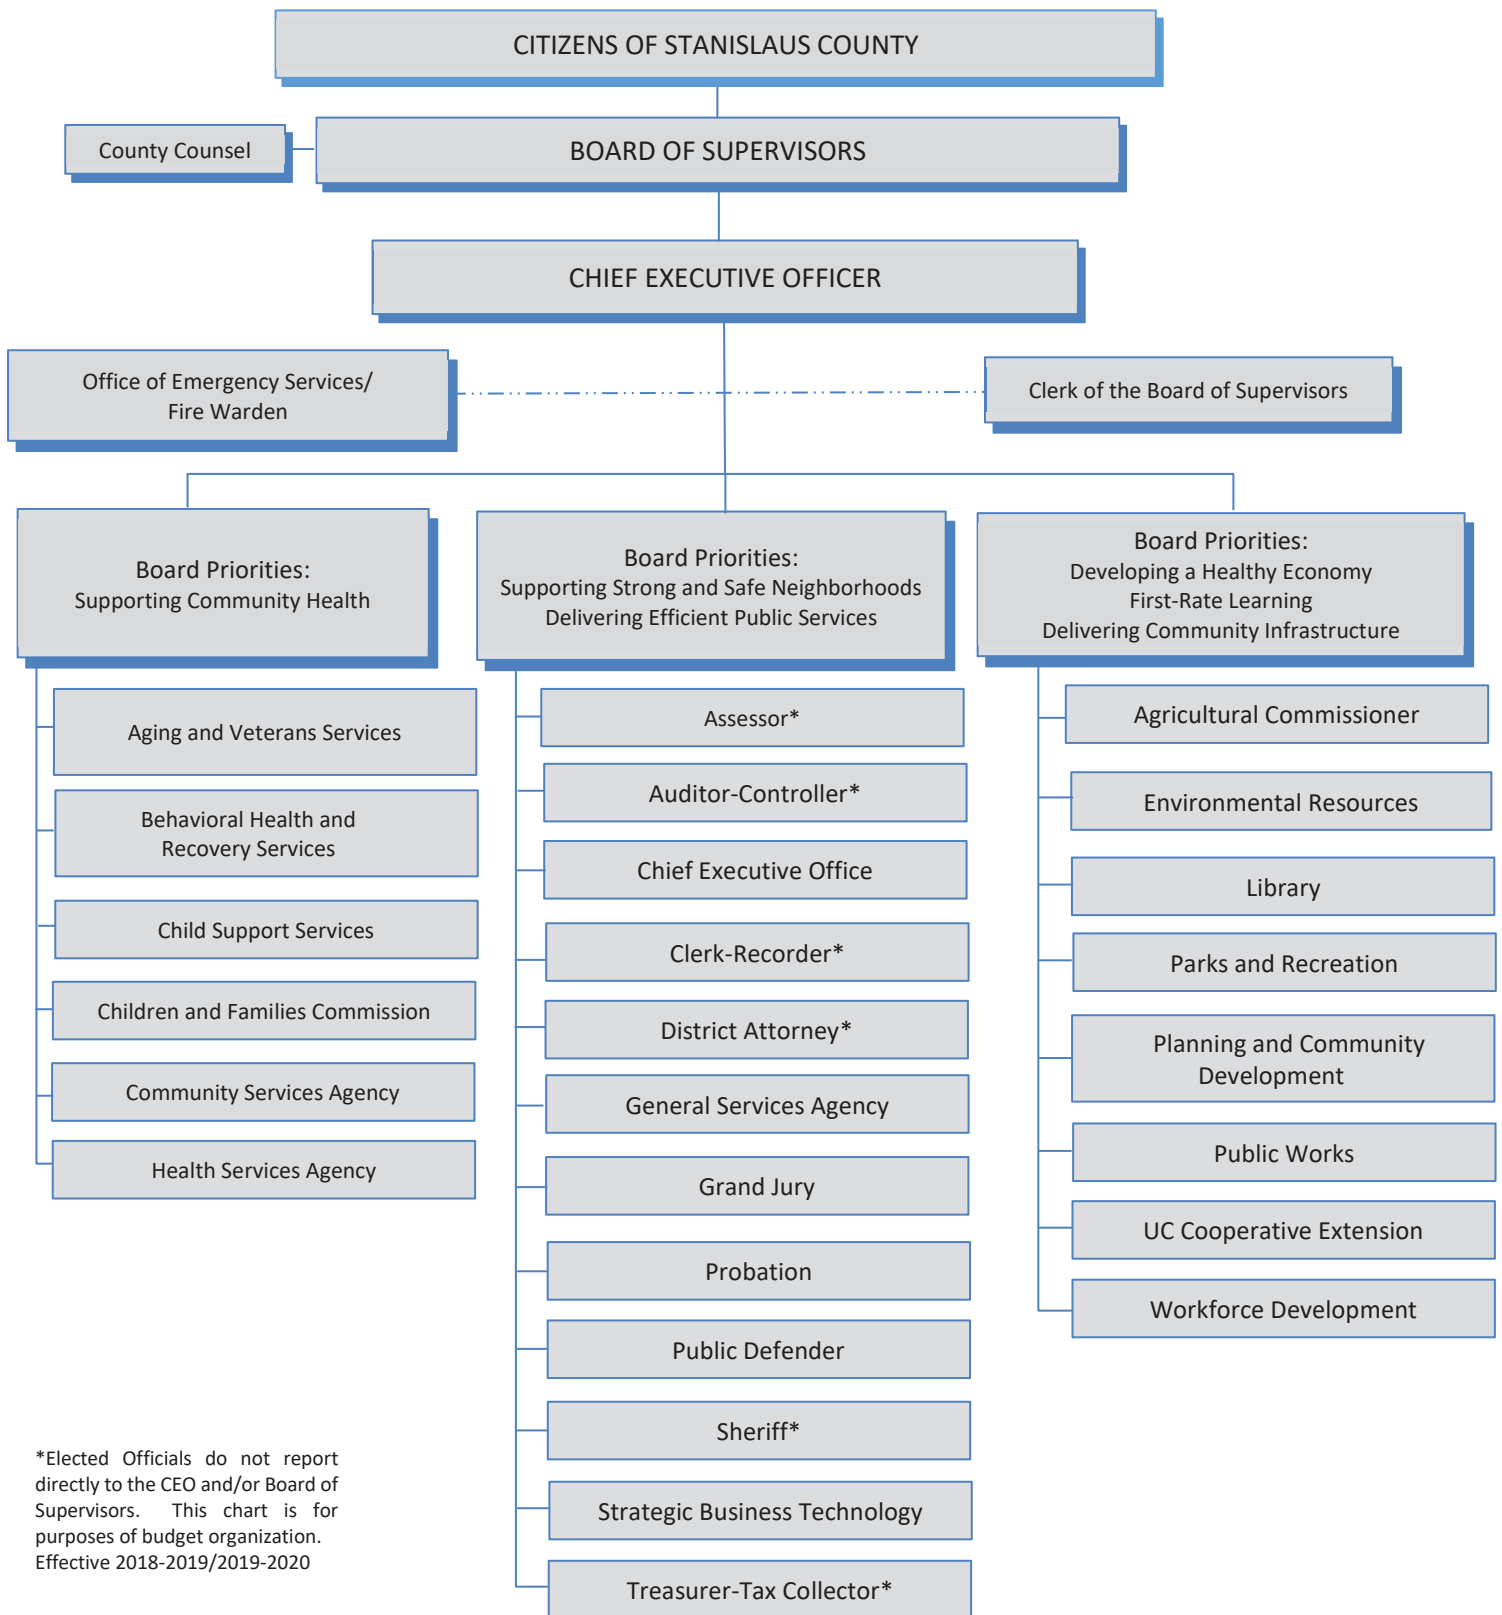 CITIZENS OF STANISLAUS COUNTY
County Counsel
BOARD OF SUPERVISORS
CHIEF EXECUTIVE OFFICER
Office of Emergency Services/
Fire Warden
Clerk of the Board of Supervisors
Board Priorities:
Supporting Community Health
Aging and Veterans Services
Behavioral Health and
Recovery Services
Child Support Services
Children and Families Commission
Community Services Agency
Health Services Agency
Board Priorities:
Supporting Strong and Safe Neighborhoods
Delivering Efficient Public Services
Assessor*
Auditor-Controller*
Chief Executive Office
Clerk-Recorder*
District Attorney*
General Services Agency
Grand Jury
Probation
Public Defender
Sheriff*
Strategic Business Technology
Treasurer-Tax Collector*
Board Priorities:
Developing a Healthy Economy
First-Rate Learning
Delivering Community Infrastructure
Agricultural Commissioner
Environmental Resources
Library
Parks and Recreation
Planning and Community
Development
Public Works
UC Cooperative Extension
Workforce Development
*Elected Officials do not report
directly to the CEO and/or Board of
Supervisors. This chart is for
purposes of budget organization.
Effective 2018-2019/2019-2020